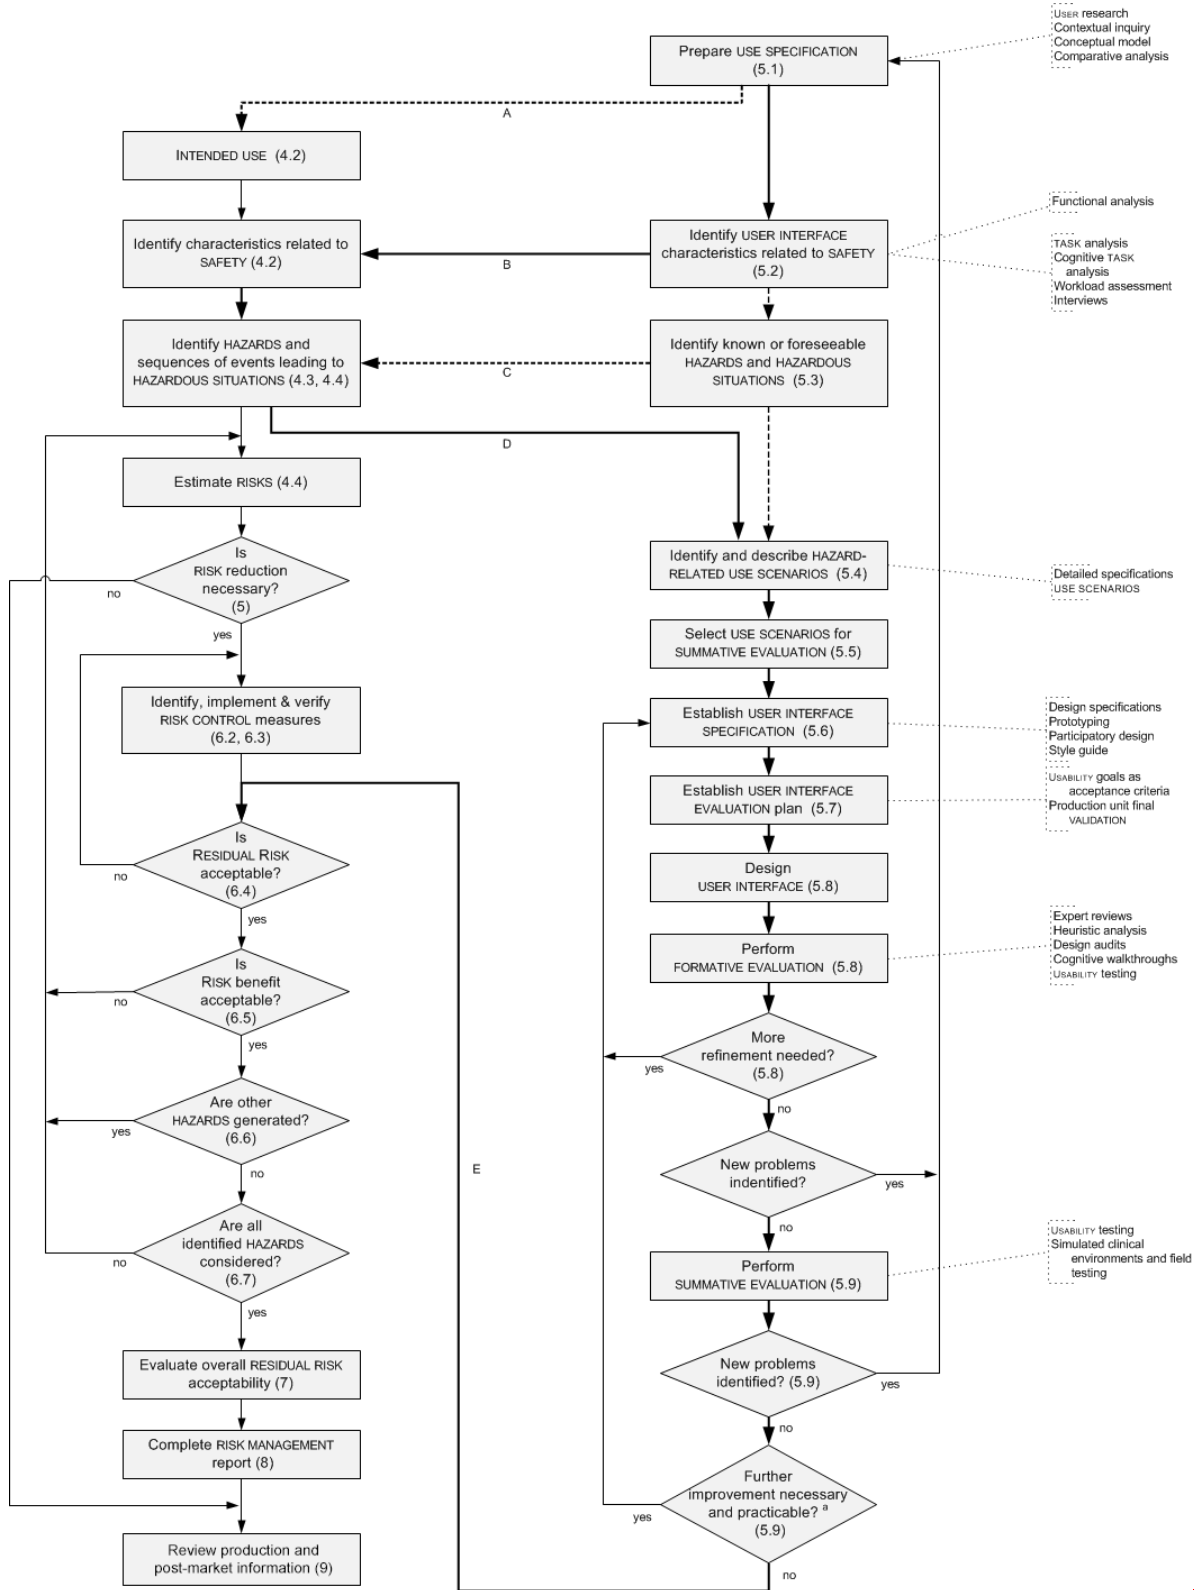 USER research
Contextual inquiry
Conceptual model
Comparative analysis
Prepare USE SPECIFICATION
(5.1)
A
INTENDED USE (4.2)
Functional analysis
Identify characteristics related to
SAFETY (4.2)
B
Identify USER INTERFACE
characteristics related to SAFETY
(5.2)
TASK analysis
Cognitive TASK
analysis
Workload assessment
Interviews
Identify HAZARDS and
sequences of events leading to
HAZARDOUS SITUATIONS (4.3, 4.4)
C
Identify known or foreseeable
HAZARDS and HAZARDOUS
SITUATIONS (5.3)
D
Estimate RISKS (4.4)
Is
RISK reduction
necessary?
(5)
no
yes
Identify and describe HAZARD-
RELATED USE SCENARIOS (5.4)
Detailed specifications
USE SCENARIOS
Select USE SCENARIOS for
SUMMATIVE EVALUATION (5.5)
Identify, implement & verify
RISK CONTROL measures
(6.2, 6.3)
Establish USER INTERFACE
SPECIFICATION (5.6)
Design specifications
Prototyping
Participatory design
Style guide
Establish USER INTERFACE
EVALUATION plan (5.7)
USABILITY goals as
acceptance criteria
Production unit final
VALIDATION
Is
RESIDUAL RISK
acceptable?
(6.4)
no
yes
Design
USER INTERFACE (5.8)
Perform
FORMATIVE EVALUATION (5.8)
Expert reviews
Heuristic analysis
Design audits
Cognitive walkthroughs
USABILITY testing
Is
RISK benefit
acceptable?
(6.5)
no
yes
More
refinement needed?
(5.8)
yes
no
Are other
HAZARDS generated?
(6.6)
yes
no
E
New problems
indentified?
yes
no
Are all
identified HAZARDS
considered?
(6.7)
no
yes
Perform
SUMMATIVE EVALUATION (5.9)
USABILITY testing
Simulated clinical
environments and field
testing
Evaluate overall RESIDUAL RISK
acceptability (7)
New problems
identified? (5.9)
yes
no
Complete RISK MANAGEMENT
report (8)
Further
improvement necessary
and practicable? a
(5.9)
yes
no
Review production and
post-market information (9)